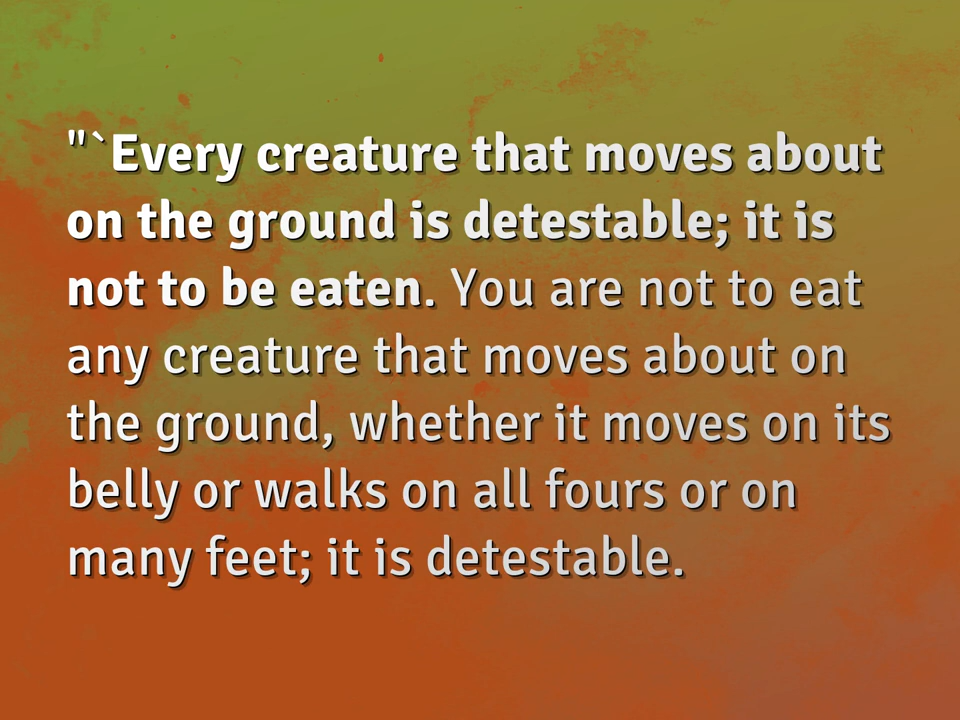 "`Every creature that moves about
on the ground is detestable; it is
not to be eaten. You are not to eat
any creature that moves about on
the ground, whether it moves on its
belly or walks on all fours or on
many feet; it is detestable.